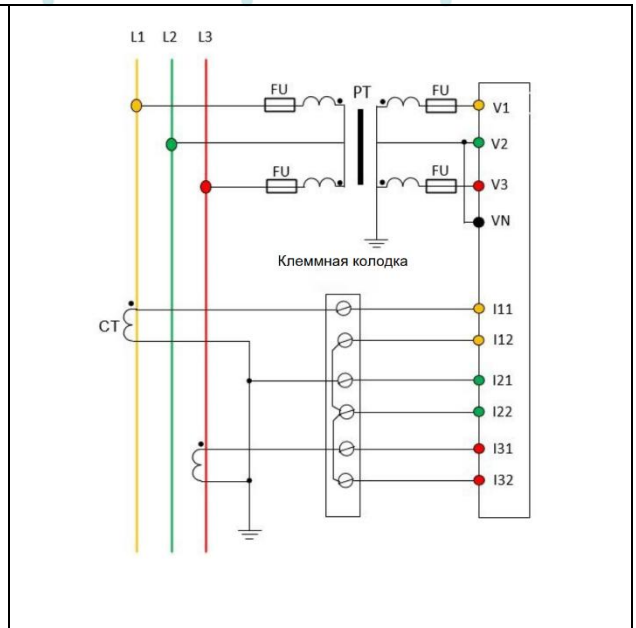 L1 L2 L3
FU PT FU
V1
V2
FU FU
V3
VN
Клеммная колодка
I11
CT
I12
I21
I22
I31
I32